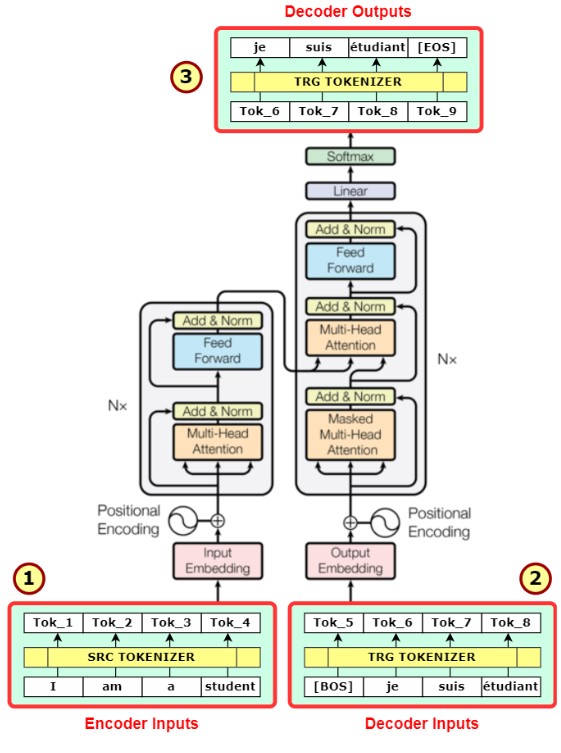 Decoder Outputs
je suis étudiant [EOS]
3
TRG TOKENIZER
Tok_6 Tok_7 Tok_8 Tok_9
Softmax
Linear
Add & Norm
Feed
Forward
Add & Norm
Multi-Head
Attention
Nx
Add & Norm
Masked
Multi-Head
Attention
Add & Norm
Feed
Forward
Nx
Add & Norm
Multi-Head
Attention
Positional
Encoding
Positional
Encoding
Input
Embedding
Output
Embedding
1
2
Tok_1 Tok_2 Tok_3 Tok_4
SRC TOKENIZER
I am a student
Encoder Inputs
Tok_5 Tok_6 Tok_7 Tok_8
TRG TOKENIZER
[BOS] je suis étudiant
Decoder Inputs